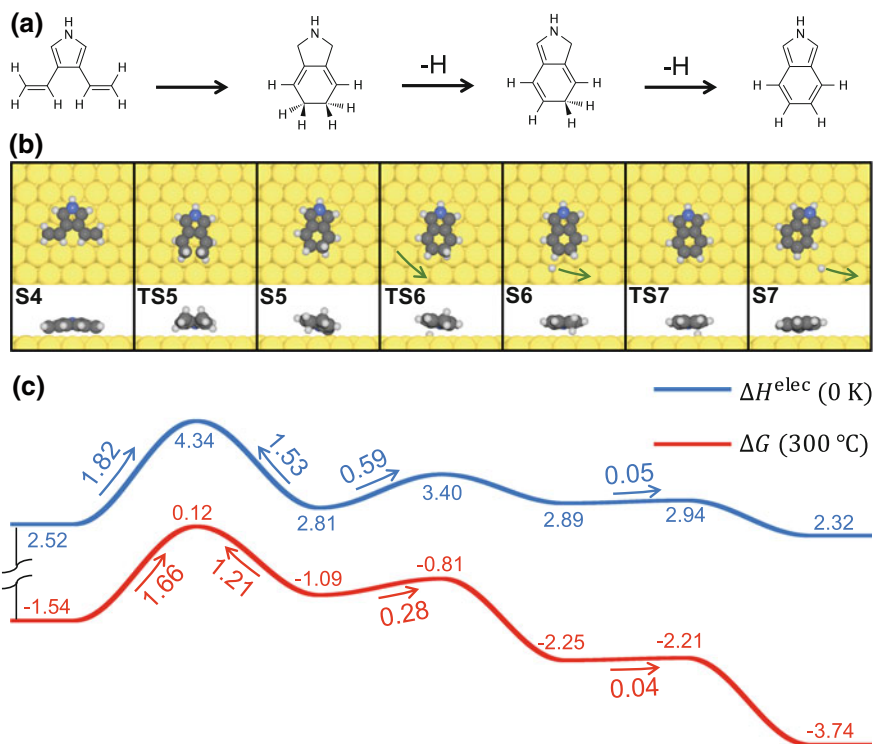 (a)
H
N
H
N
H
N
H
N
-H
-H
H H H H
H H
H H
H H
H H
H H
H H
H H
H H
H H
(b)
S4 TS5 S5 TS6 S6 TS7 S7
(c)
ΔH^elec (0 K)
ΔG (300 °C)
1.82 4.34 1.53 0.59 3.40 0.05
2.52 2.81 2.89 2.94 2.32
0.12
-1.54 1.66 1.21 -1.09 -0.81
0.28
-2.25 -2.21
0.04
-3.74